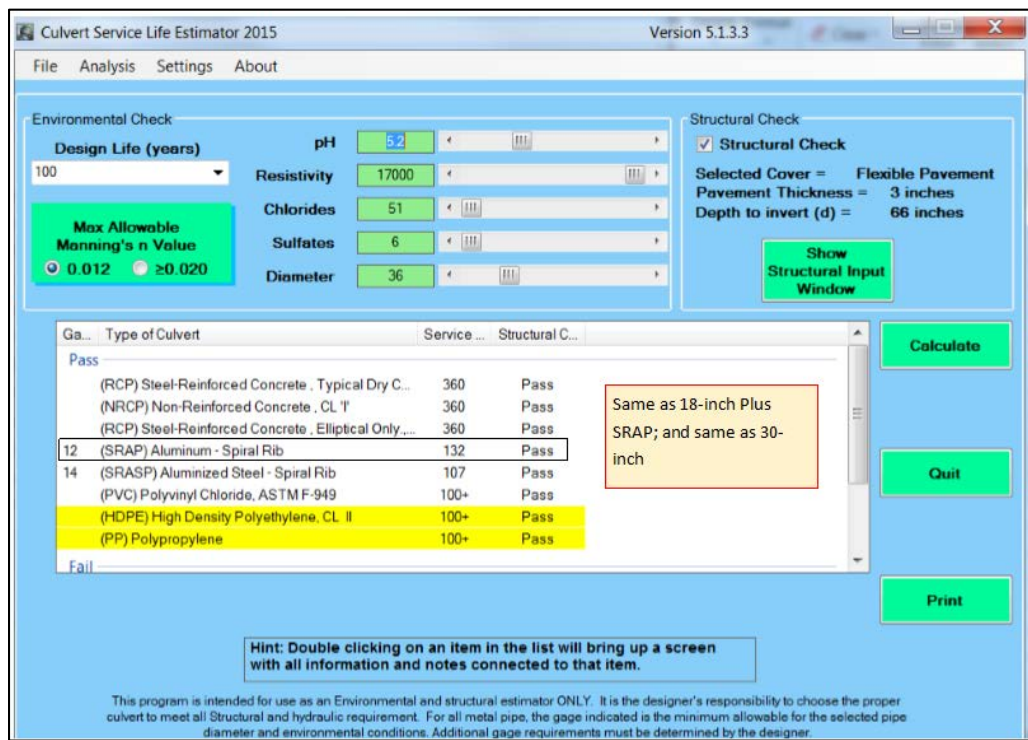 Culvert Service Life Estimator 2015
Version 5.1.3.3
File Analysis Settings About
Environmental Check
Design Life (years)
100
Max Allowable
Manning's n Value
0.012 ≥0.020
pH 5.2
Resistivity 17000
Chlorides 51
Sulfates 6
Diameter 36
Structural Check
Structural Check
Selected Cover = Flexible Pavement
Pavement Thickness = 3 inches
Depth to invert (d) = 66 inches
Show
Structural Input
Window
Ga... Type of Culvert Service ... Structural C...
Pass
(RCP) Steel-Reinforced Concrete , Typical Dry C... 360 Pass
(NRCP) Non-Reinforced Concrete , CL 'I' 360 Pass
(RCP) Steel-Reinforced Concrete , Elliptical Only.,... 360 Pass
12 (SRAP) Aluminum - Spiral Rib 132 Pass
14 (SRASP) Aluminized Steel - Spiral Rib 107 Pass
(PVC) Polyvinyl Chloride, ASTM F-949 100+ Pass
(HDPE) High Density Polyethylene, CL II 100+ Pass
(PP) Polypropylene 100+ Pass
Fail
Same as 18-inch Plus
SRAP; and same as 30-
inch
Calculate
Quit
Print
Hint: Double clicking on an item in the list will bring up a screen
with all information and notes connected to that item.
This program is intended for use as an Environmental and structural estimator ONLY. It is the designer's responsibility to choose the proper
culvert to meet all Structural and hydraulic requirement. For all metal pipe, the gage indicated is the minimum allowable for the selected pipe
diameter and environmental conditions. Additional gage requirements must be determined by the designer.